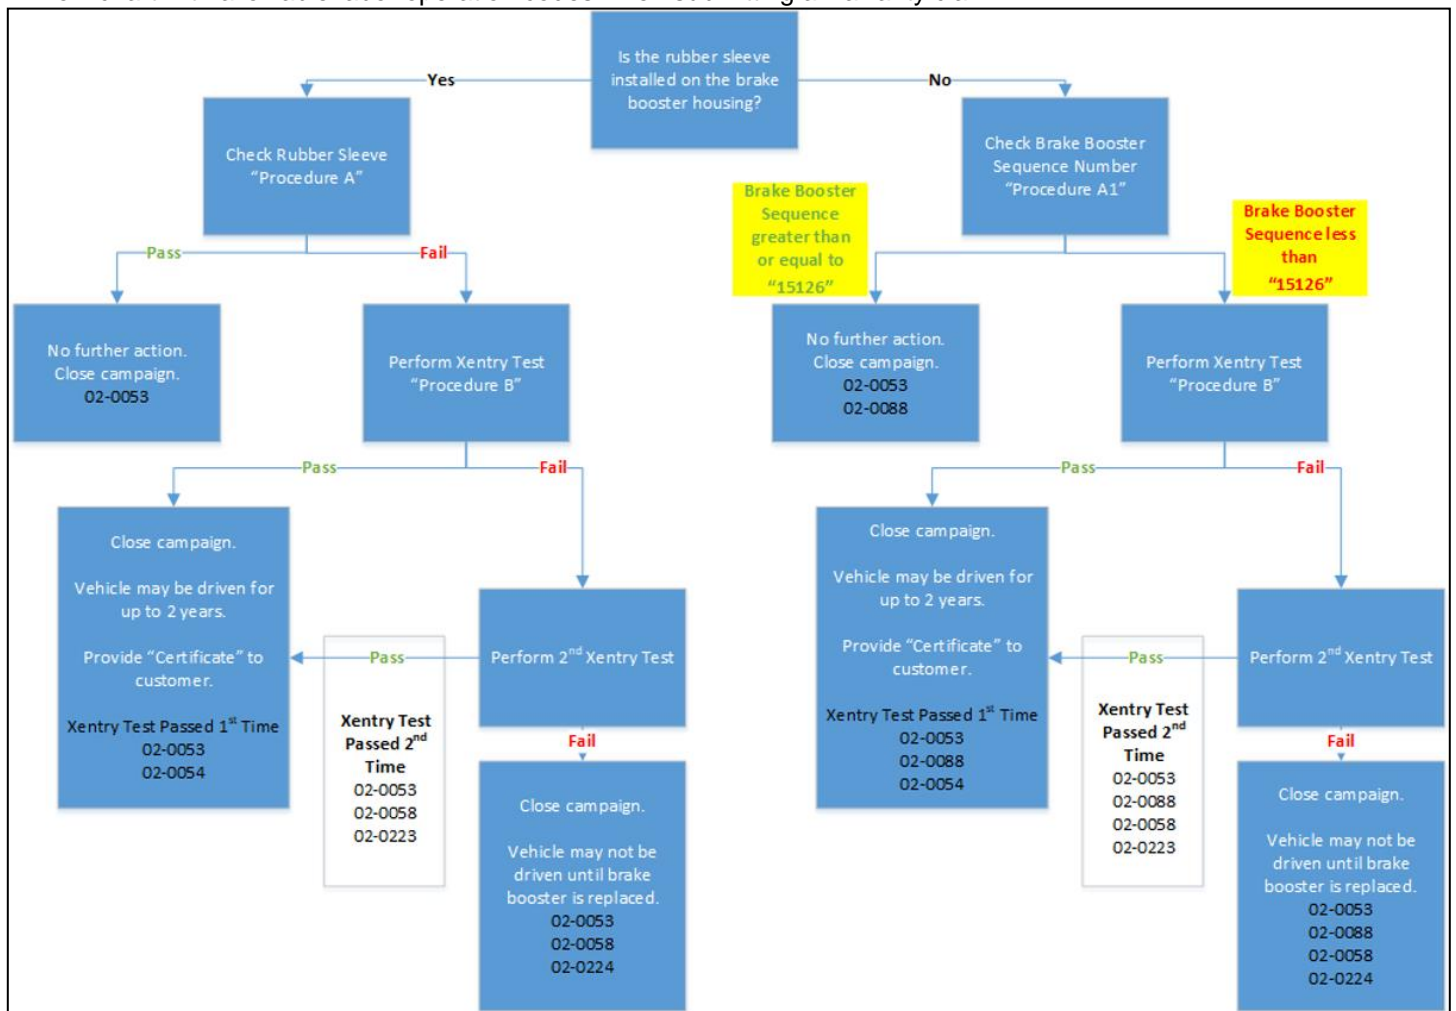 Is the rubber sleeve
installed on the brake
booster housing?
Yes
No
Check Rubber Sleeve
“Procedure A”
Check Brake Booster
Sequence Number
“Procedure A1”
Pass
Fail
Brake Booster
Sequence
greater than
or equal to
“15126”
Brake Booster
Sequence less
than
“15126”
No further action.
Close campaign.
02-0053
Perform Xentry Test
“Procedure B”
No further action.
Close campaign.
02-0053
02-0088
Perform Xentry Test
“Procedure B”
Pass
Fail
Pass
Fail
Close campaign.
Vehicle may be driven for
up to 2 years.
Provide “Certificate” to
customer.
Xentry Test Passed 1st Time
02-0053
02-0054
Pass
Xentry Test
Passed 2nd
Time
02-0053
02-0058
02-0223
Perform 2nd Xentry Test
Fail
Close campaign.
Vehicle may not be
driven until brake
booster is replaced.
02-0053
02-0058
02-0224
Close campaign.
Vehicle may be driven for
up to 2 years.
Provide “Certificate” to
customer.
Xentry Test Passed 1st Time
02-0053
02-0088
02-0054
Pass
Xentry Test
Passed 2nd
Time
02-0053
02-0088
02-0058
02-0223
Perform 2nd Xentry Test
Fail
Close campaign.
Vehicle may not be
driven until brake
booster is replaced.
02-0053
02-0088
02-0058
02-0224